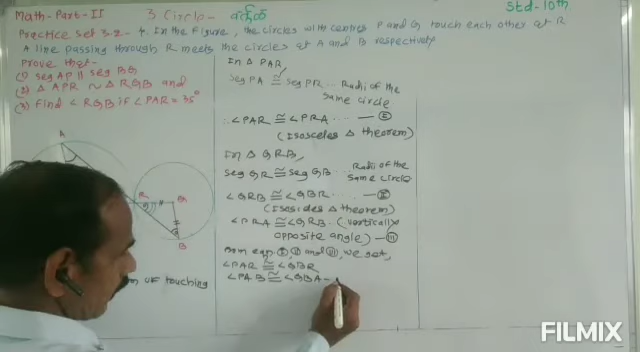 Math-Part-II 3 Circle- वर्तुळ Std-10th
Practice set 3.2- 4. In the Figure, the circles with centres P and Q touch each other at R
A line passing through R meets the circles at A and B respectively
Prove that-
(1) seg AP || seg BQ
(2) △ APR ~ △ RQB and
(3) Find ∠ RQB if ∠PAR = 35°
A
R
Q
B
touching
In △ PAR,
seg PA ≅ seg PR ... Radii of the
same circle
∴ ∠PAR ≅ ∠PRA ... — Ⓘ
(Isosceles △ theorem)
In △ QRB,
seg QR ≅ seg QB ... Radii of the
same circle
∠QRB ≅ ∠QBR ... — Ⓘ
(Isosides △ theorem)
∠PRA ≅ ∠QRB. (vertically
opposite angle) — III
From eqn I, II and III, we get,
∠PAR ≅ ∠QBR
∠PAB ≅ ∠QBA -
FILMIX